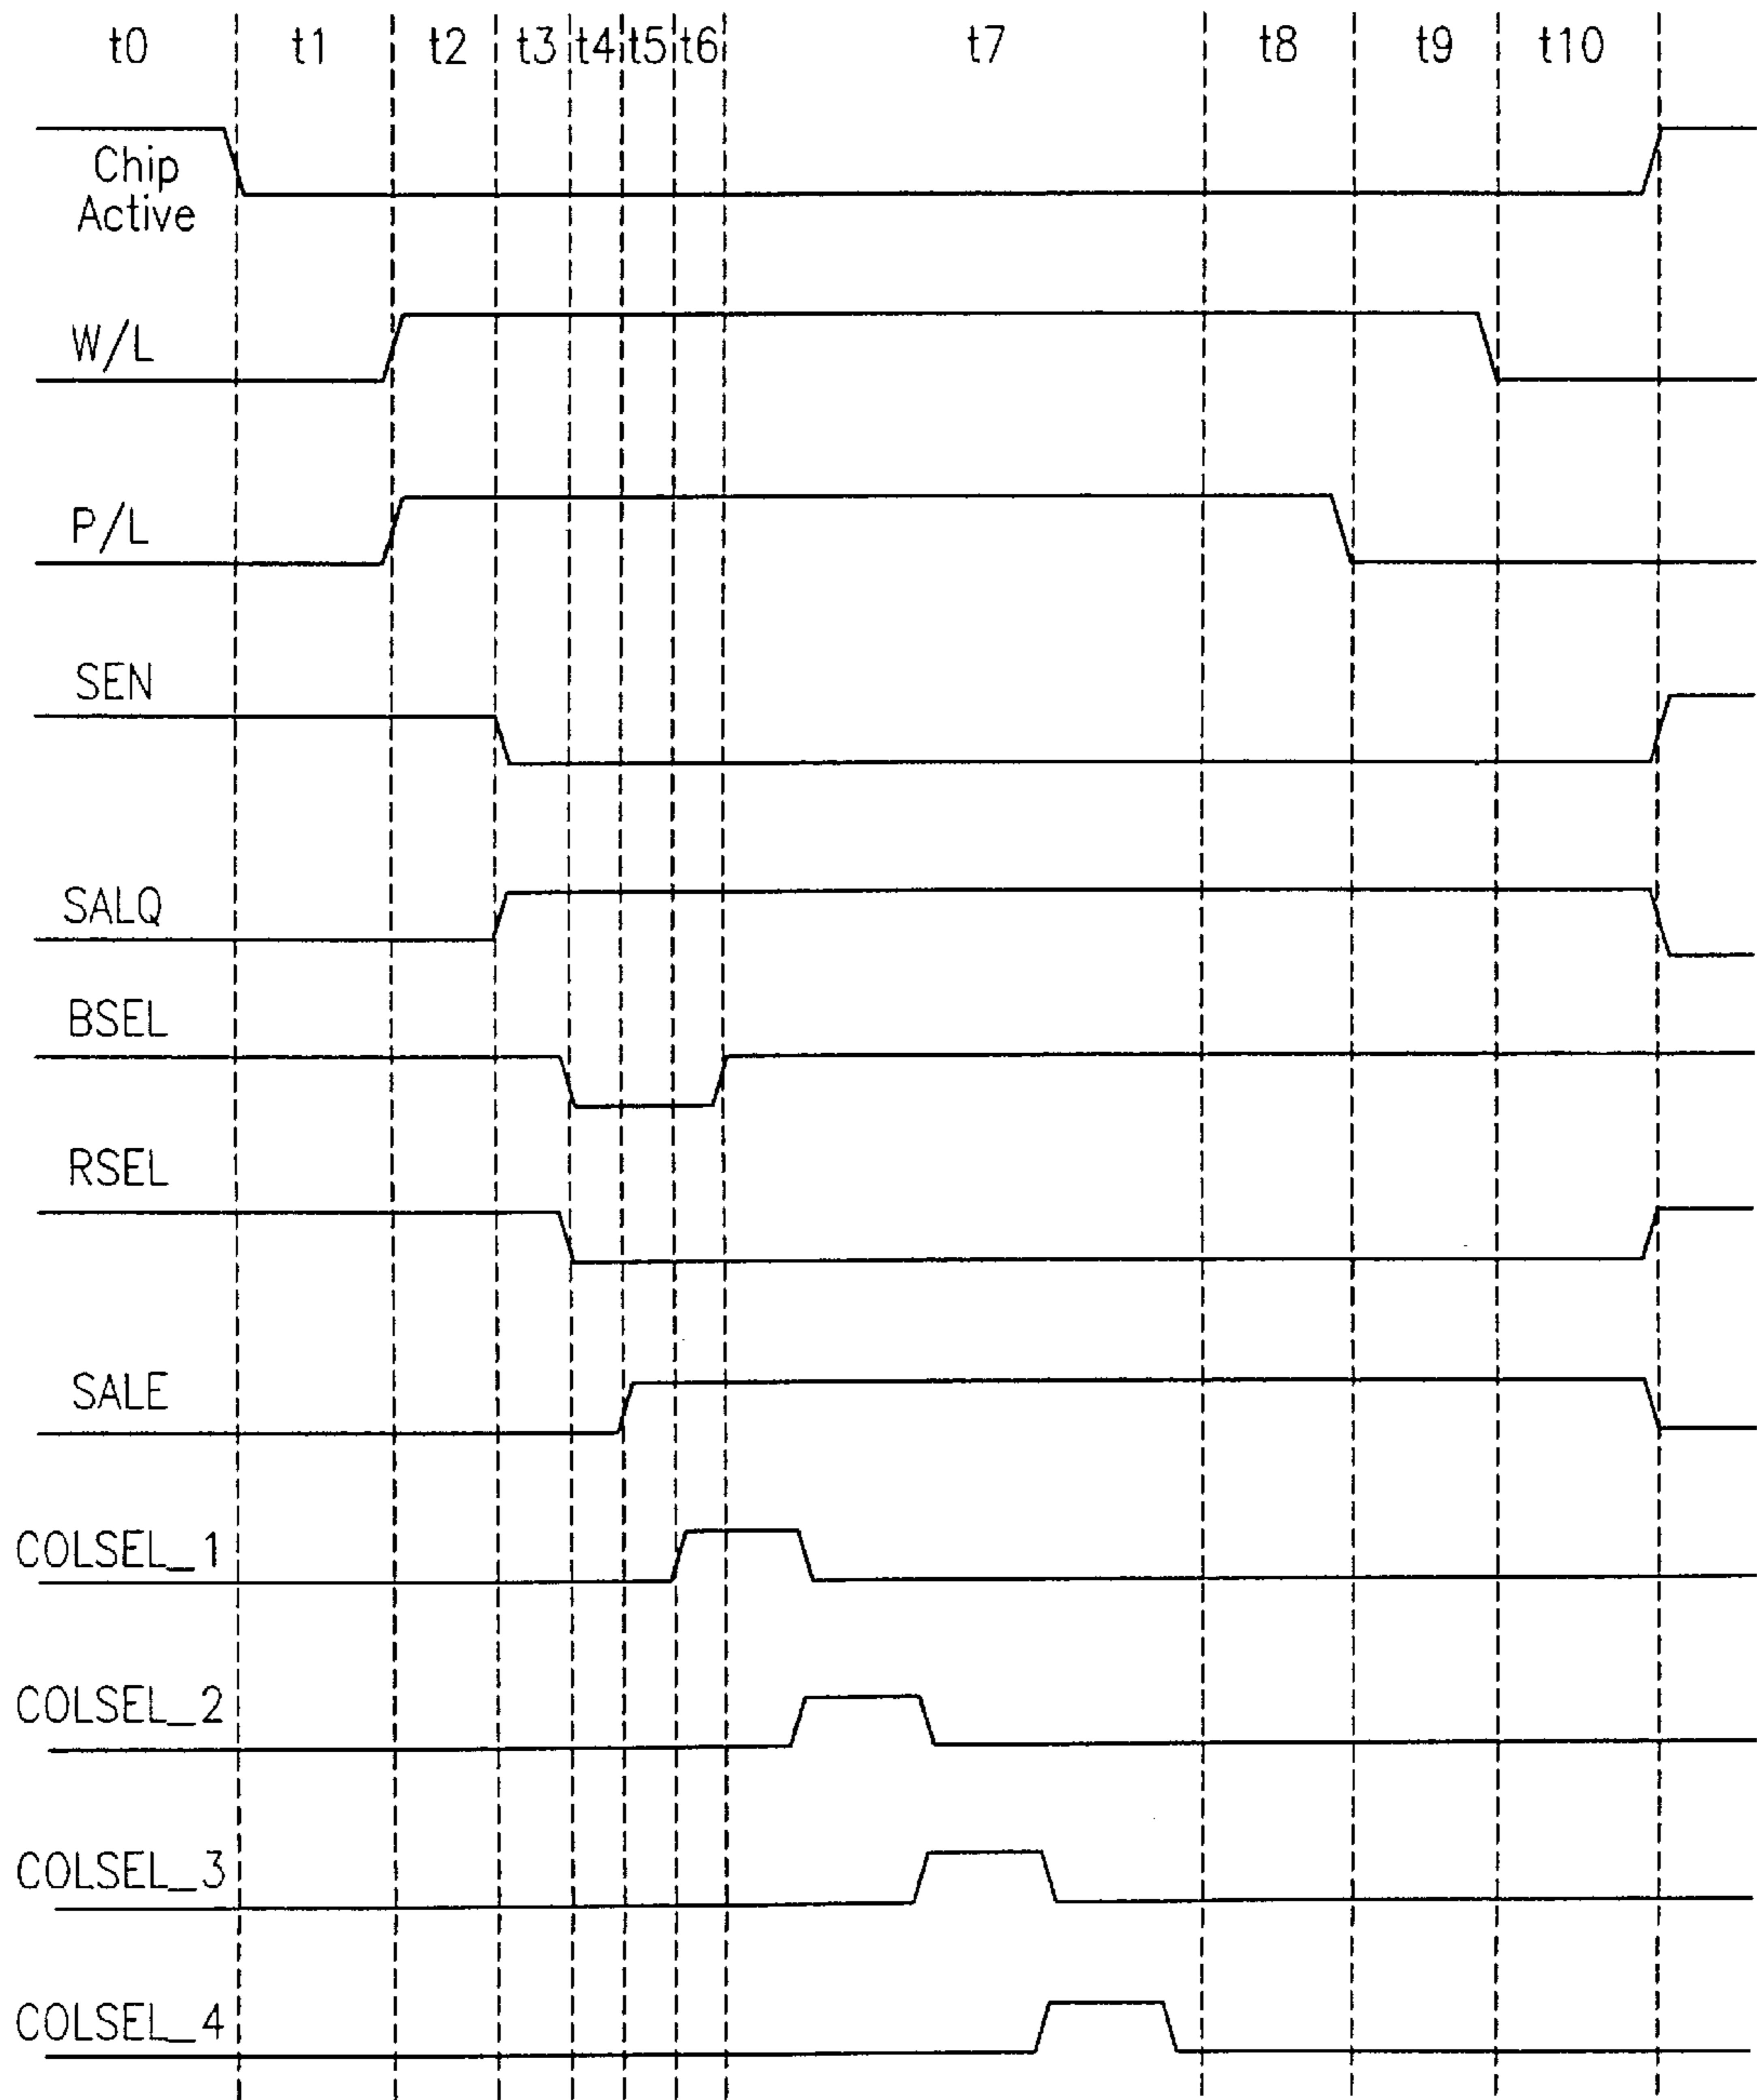 t0 t1 t2 t3 t4 t5 t6 t7 t8 t9 t10
Chip
Active
W/L
P/L
SEN
SALQ
BSEL
RSEL
SALE
COLSEL_1
COLSEL_2
COLSEL_3
COLSEL_4